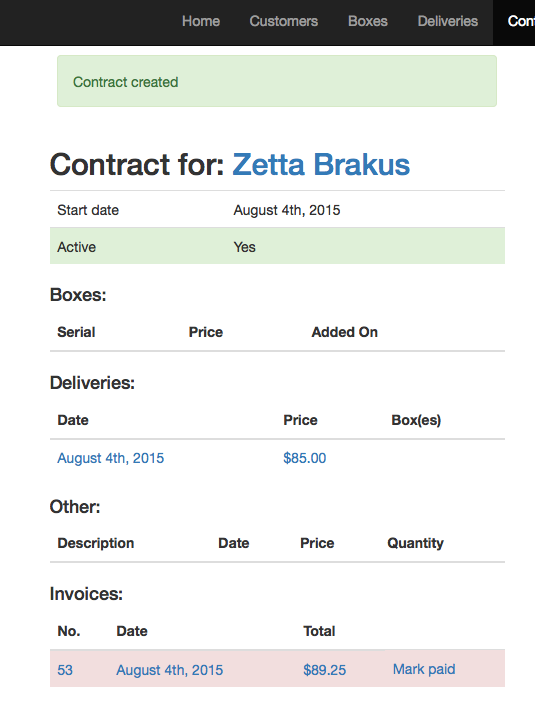 Home Customers Boxes Deliveries Con
Contract created
Contract for: Zetta Brakus
Start date August 4th, 2015
Active Yes
Boxes:
Serial Price Added On
Deliveries:
Date Price Box(es)
August 4th, 2015 $85.00
Other:
Description Date Price Quantity
Invoices:
No. Date Total
53 August 4th, 2015 $89.25 Mark paid